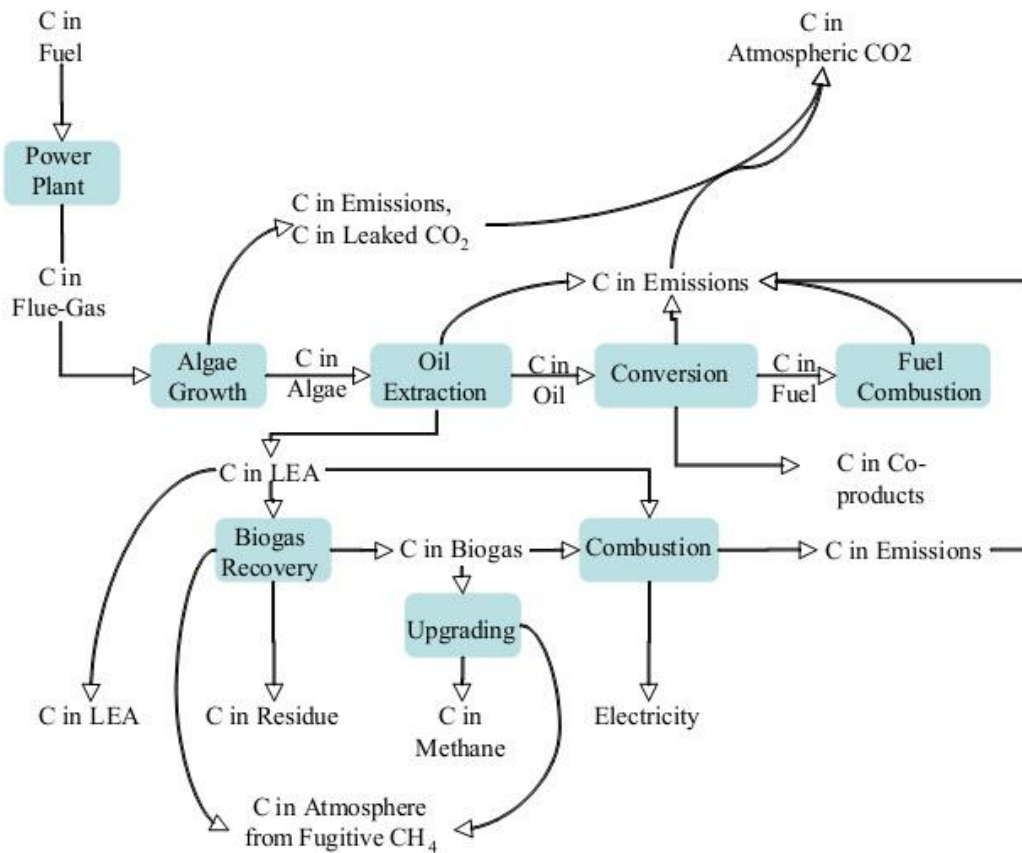 C in
Fuel
C in
Atmospheric CO2
Power
Plant
C in Emissions,
C in Leaked CO₂
C in
Flue-Gas
C in Emissions
Algae
Growth
C in
Algae
Oil
Extraction
C in
Oil
Conversion
C in
Fuel
Fuel
Combustion
C in LEA
C in Co-
products
Biogas
Recovery
C in Biogas
Combustion
C in Emissions
Upgrading
C in LEA
C in Residue
C in
Methane
Electricity
C in Atmosphere
from Fugitive CH₄